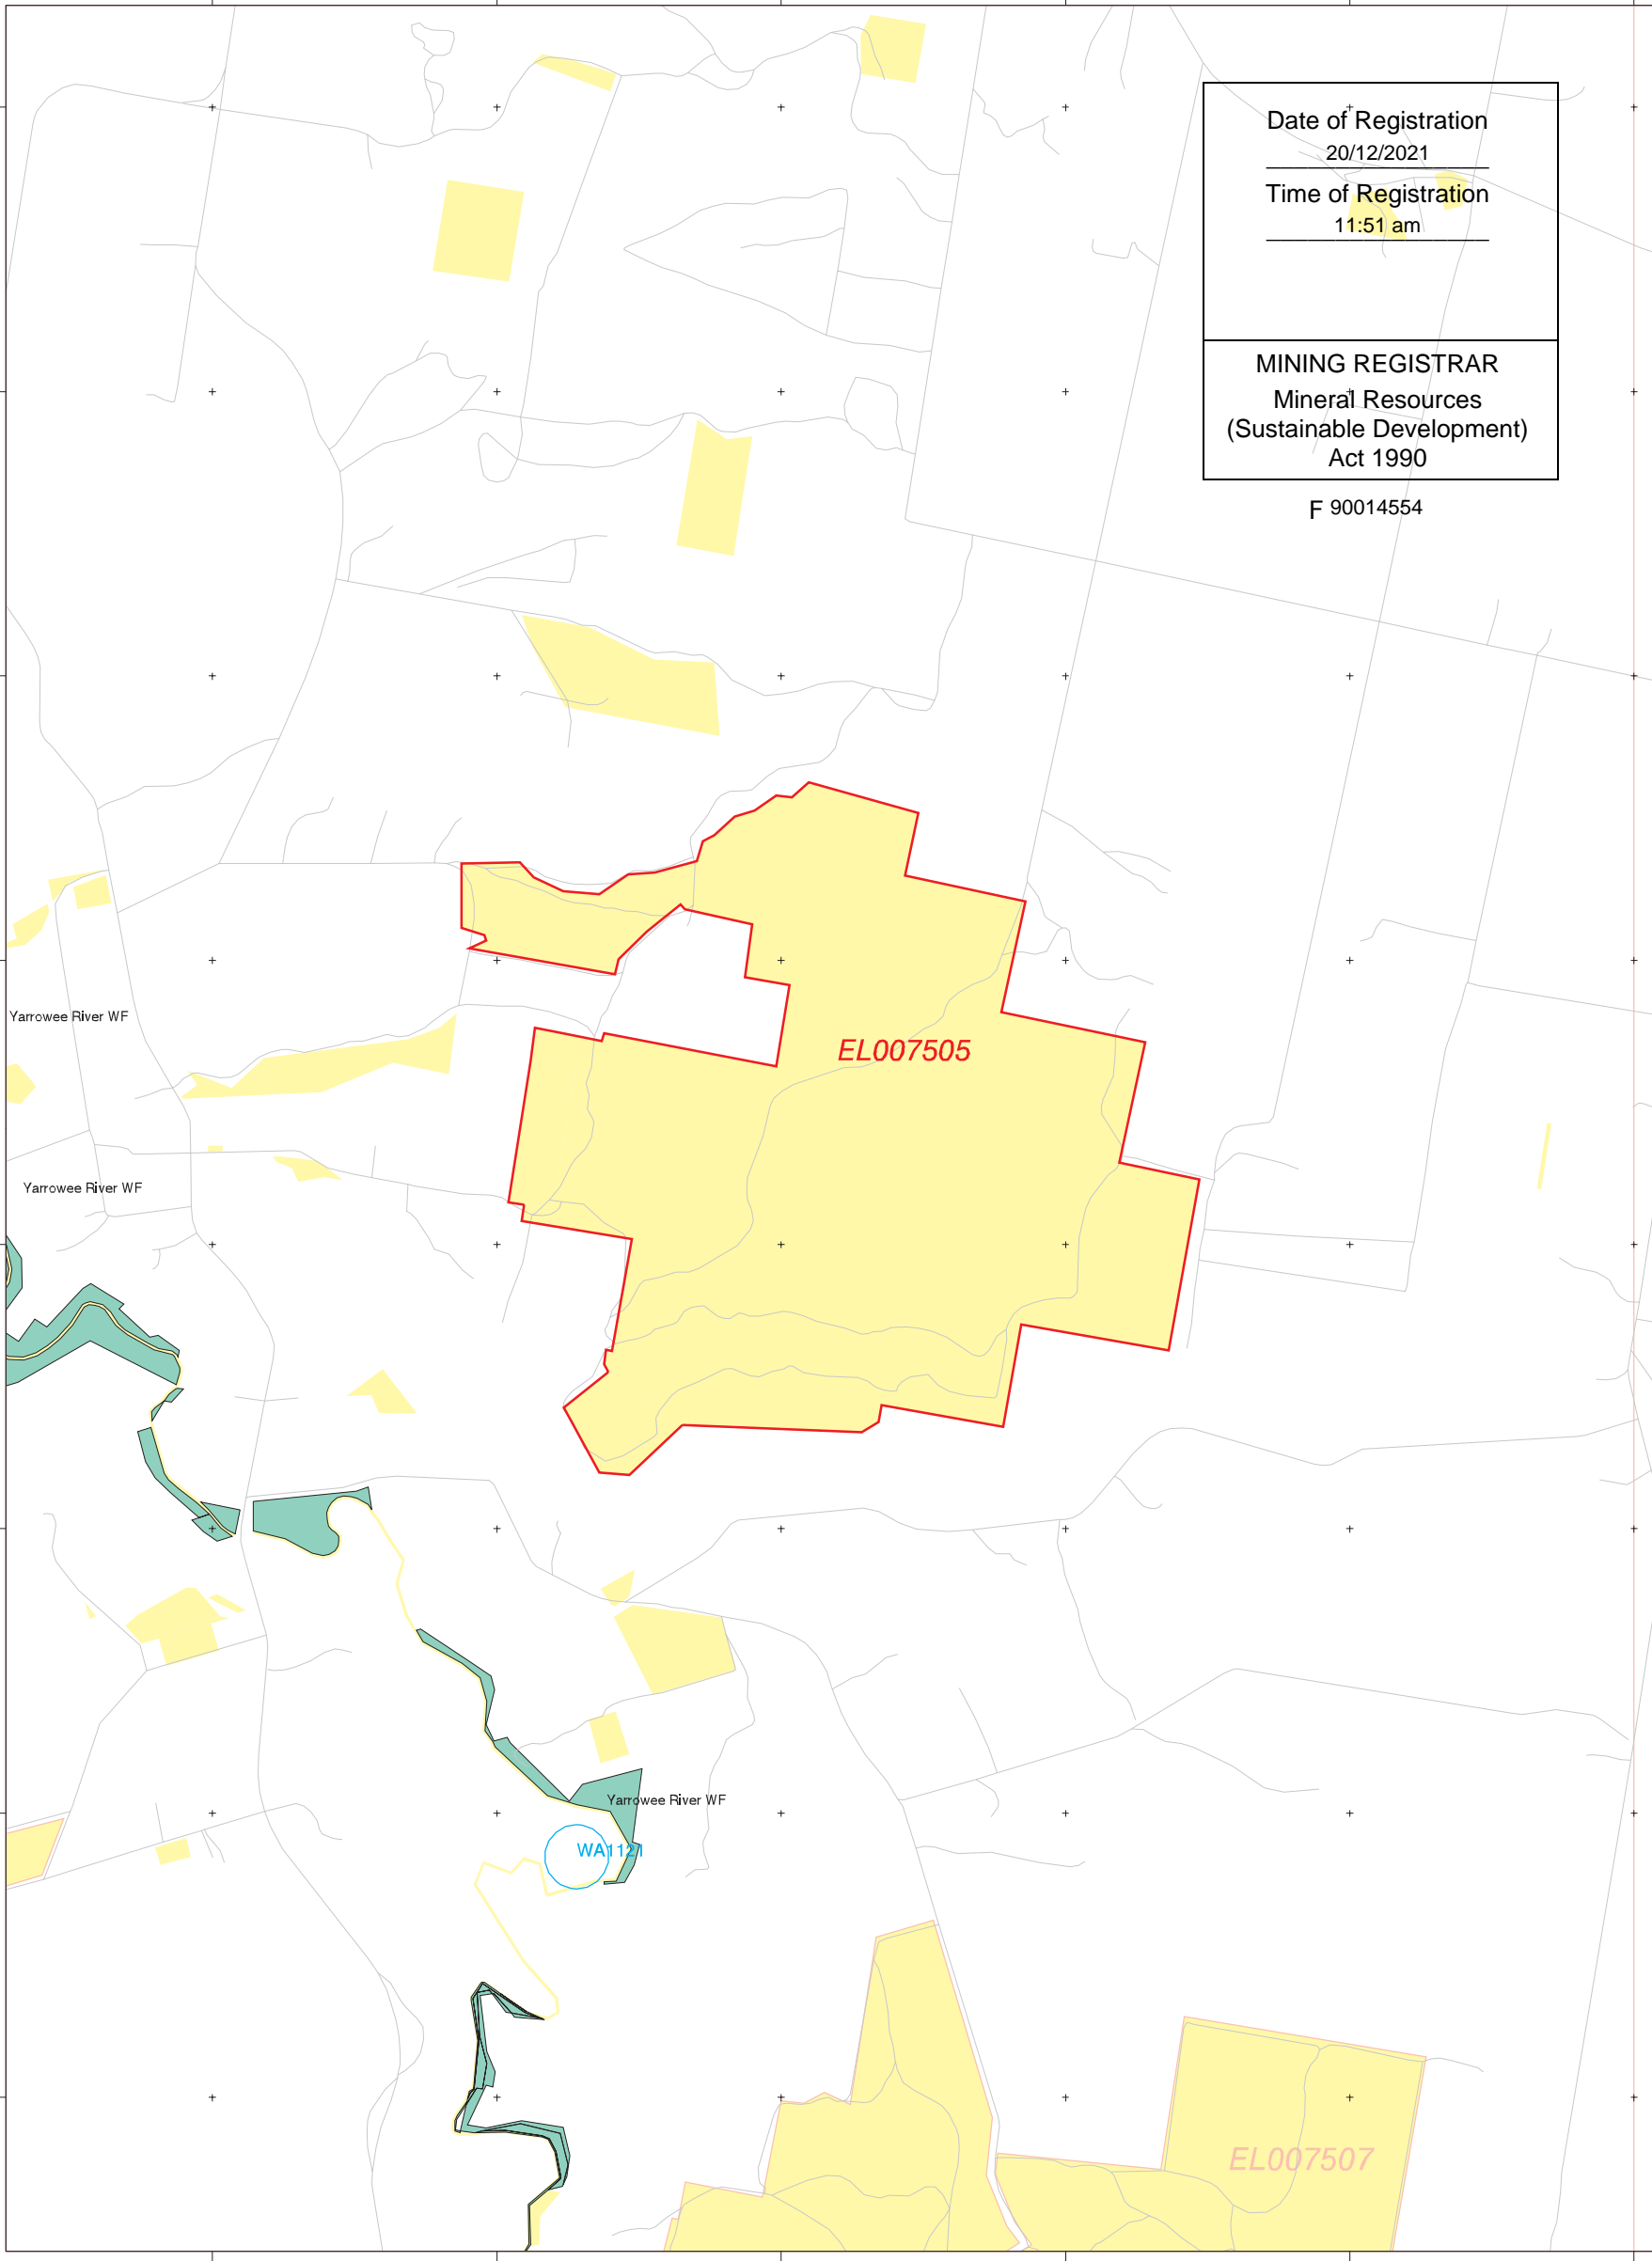 Date of Registration
20/12/2021
Time of Registration
11:51 am
MINING REGISTRAR
Mineral Resources
(Sustainable Development)
Act 1990
F 90014554
Yarrowee River WF
EL007505
Yarrowee River WF
Yarrowee River WF
WA1121
EL007507